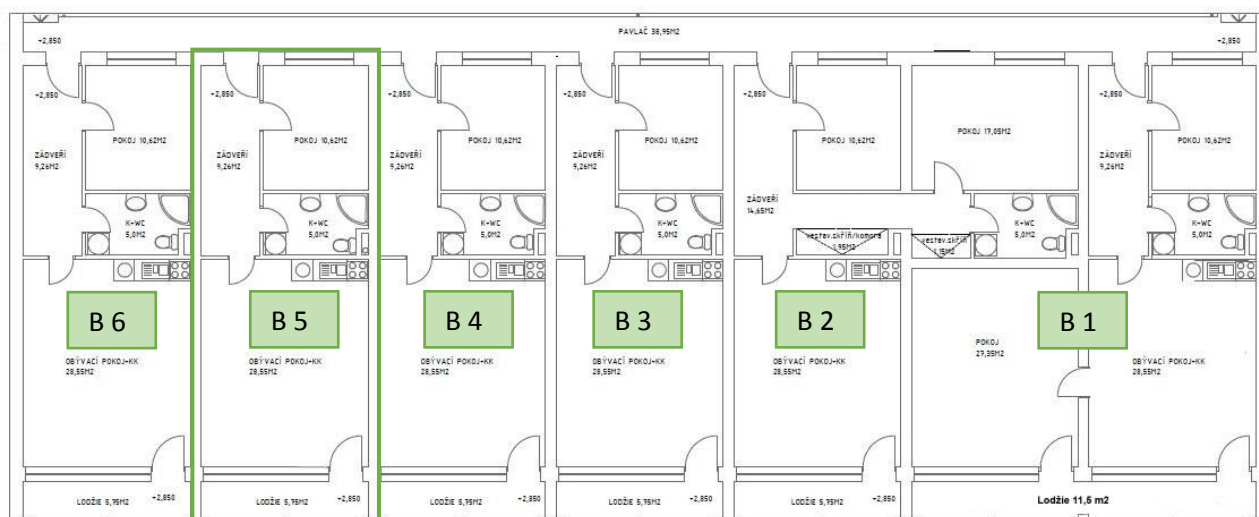 PAVLAČ 38,95M2
-2,850
-2,850
-2,850
-2,850
-2,850
-2,850
-2,850
-2,850
POKOJ 10,62M2
POKOJ 10,62M2
POKOJ 10,62M2
POKOJ 10,62M2
POKOJ 10,62M2
POKOJ 17,05M2
POKOJ 10,62M2
ZÁDVEŘÍ
9,26M2
ZÁDVEŘÍ
9,26M2
ZÁDVEŘÍ
9,26M2
ZÁDVEŘÍ
9,26M2
ZÁDVEŘÍ
14,65M2
ZÁDVEŘÍ
9,26M2
K+WC
5,0M2
K+WC
5,0M2
K+WC
5,0M2
K+WC
5,0M2
K+WC
5,0M2
K+WC
5,0M2
vestav.skříň/komora
1,95M2
vestav.skříň
1,15M2
B 6
B 5
B 4
B 3
B 2
B 1
OBÝVACÍ POKOJ+KK
28,55M2
OBÝVACÍ POKOJ+KK
28,55M2
OBÝVACÍ POKOJ+KK
28,55M2
OBÝVACÍ POKOJ+KK
28,55M2
OBÝVACÍ POKOJ+KK
28,55M2
POKOJ
27,35M2
OBÝVACÍ POKOJ+KK
28,55M2
LODŽIE 5,75M2
-2,850
LODŽIE 5,75M2
-2,850
LODŽIE 5,75M2
-2,850
LODŽIE 5,75M2
-2,850
LODŽIE 5,75M2
-2,850
Lodžie 11,5 m2